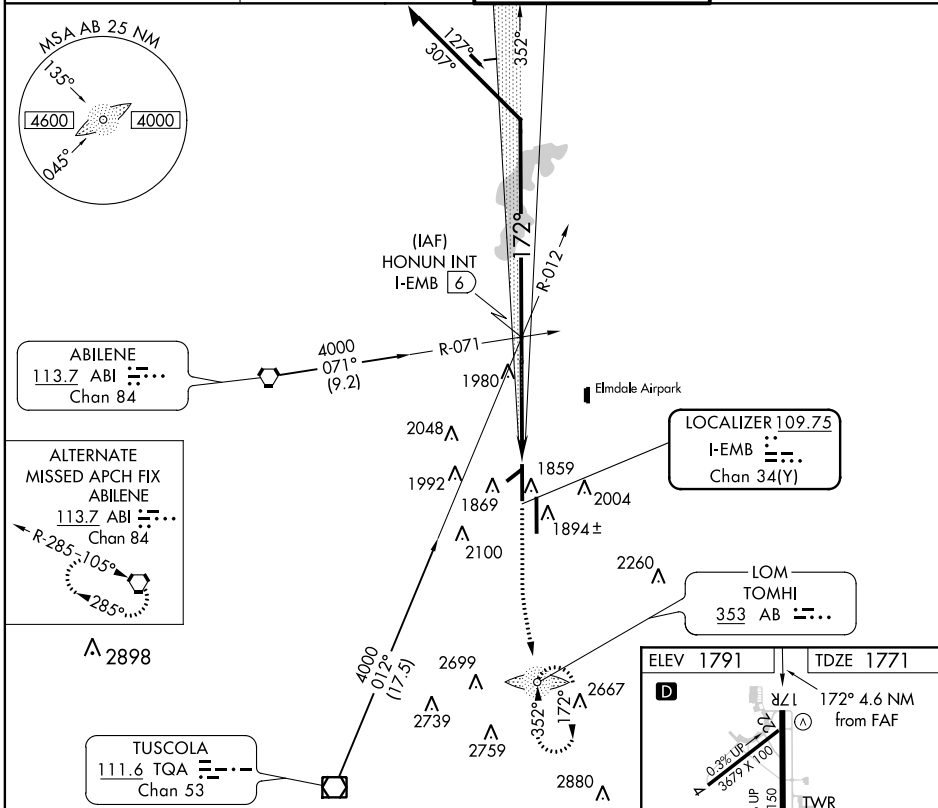 MSA AB 25 NM
135°
4600
4000
045°
127°
307°
352°
172°
(IAF)
HONUN INT
I-EMB 6
R-012
ABILENE
113.7 ABI
Chan 84
4000
071°
(9.2)
R-071
1980
Elmdale Airpark
2048
LOCALIZER 109.75
I-EMB
Chan 34(Y)
ALTERNATE
MISSED APCH FIX
ABILENE
113.7 ABI
Chan 84
R-285-105°
285°
1992
1869
1859
2004
1894±
2100
2260
LOM
TOMHI
353 AB
2898
4000
012°
(17.5)
2699
2667
352°
172°
2739
2759
2880
TUSCOLA
111.6 TQA
Chan 53
ELEV 1791
TDZE 1771
D
17R
172° 4.6 NM
from FAF
22
0.3% UP
3679 X 100
4
UP
150
TWR